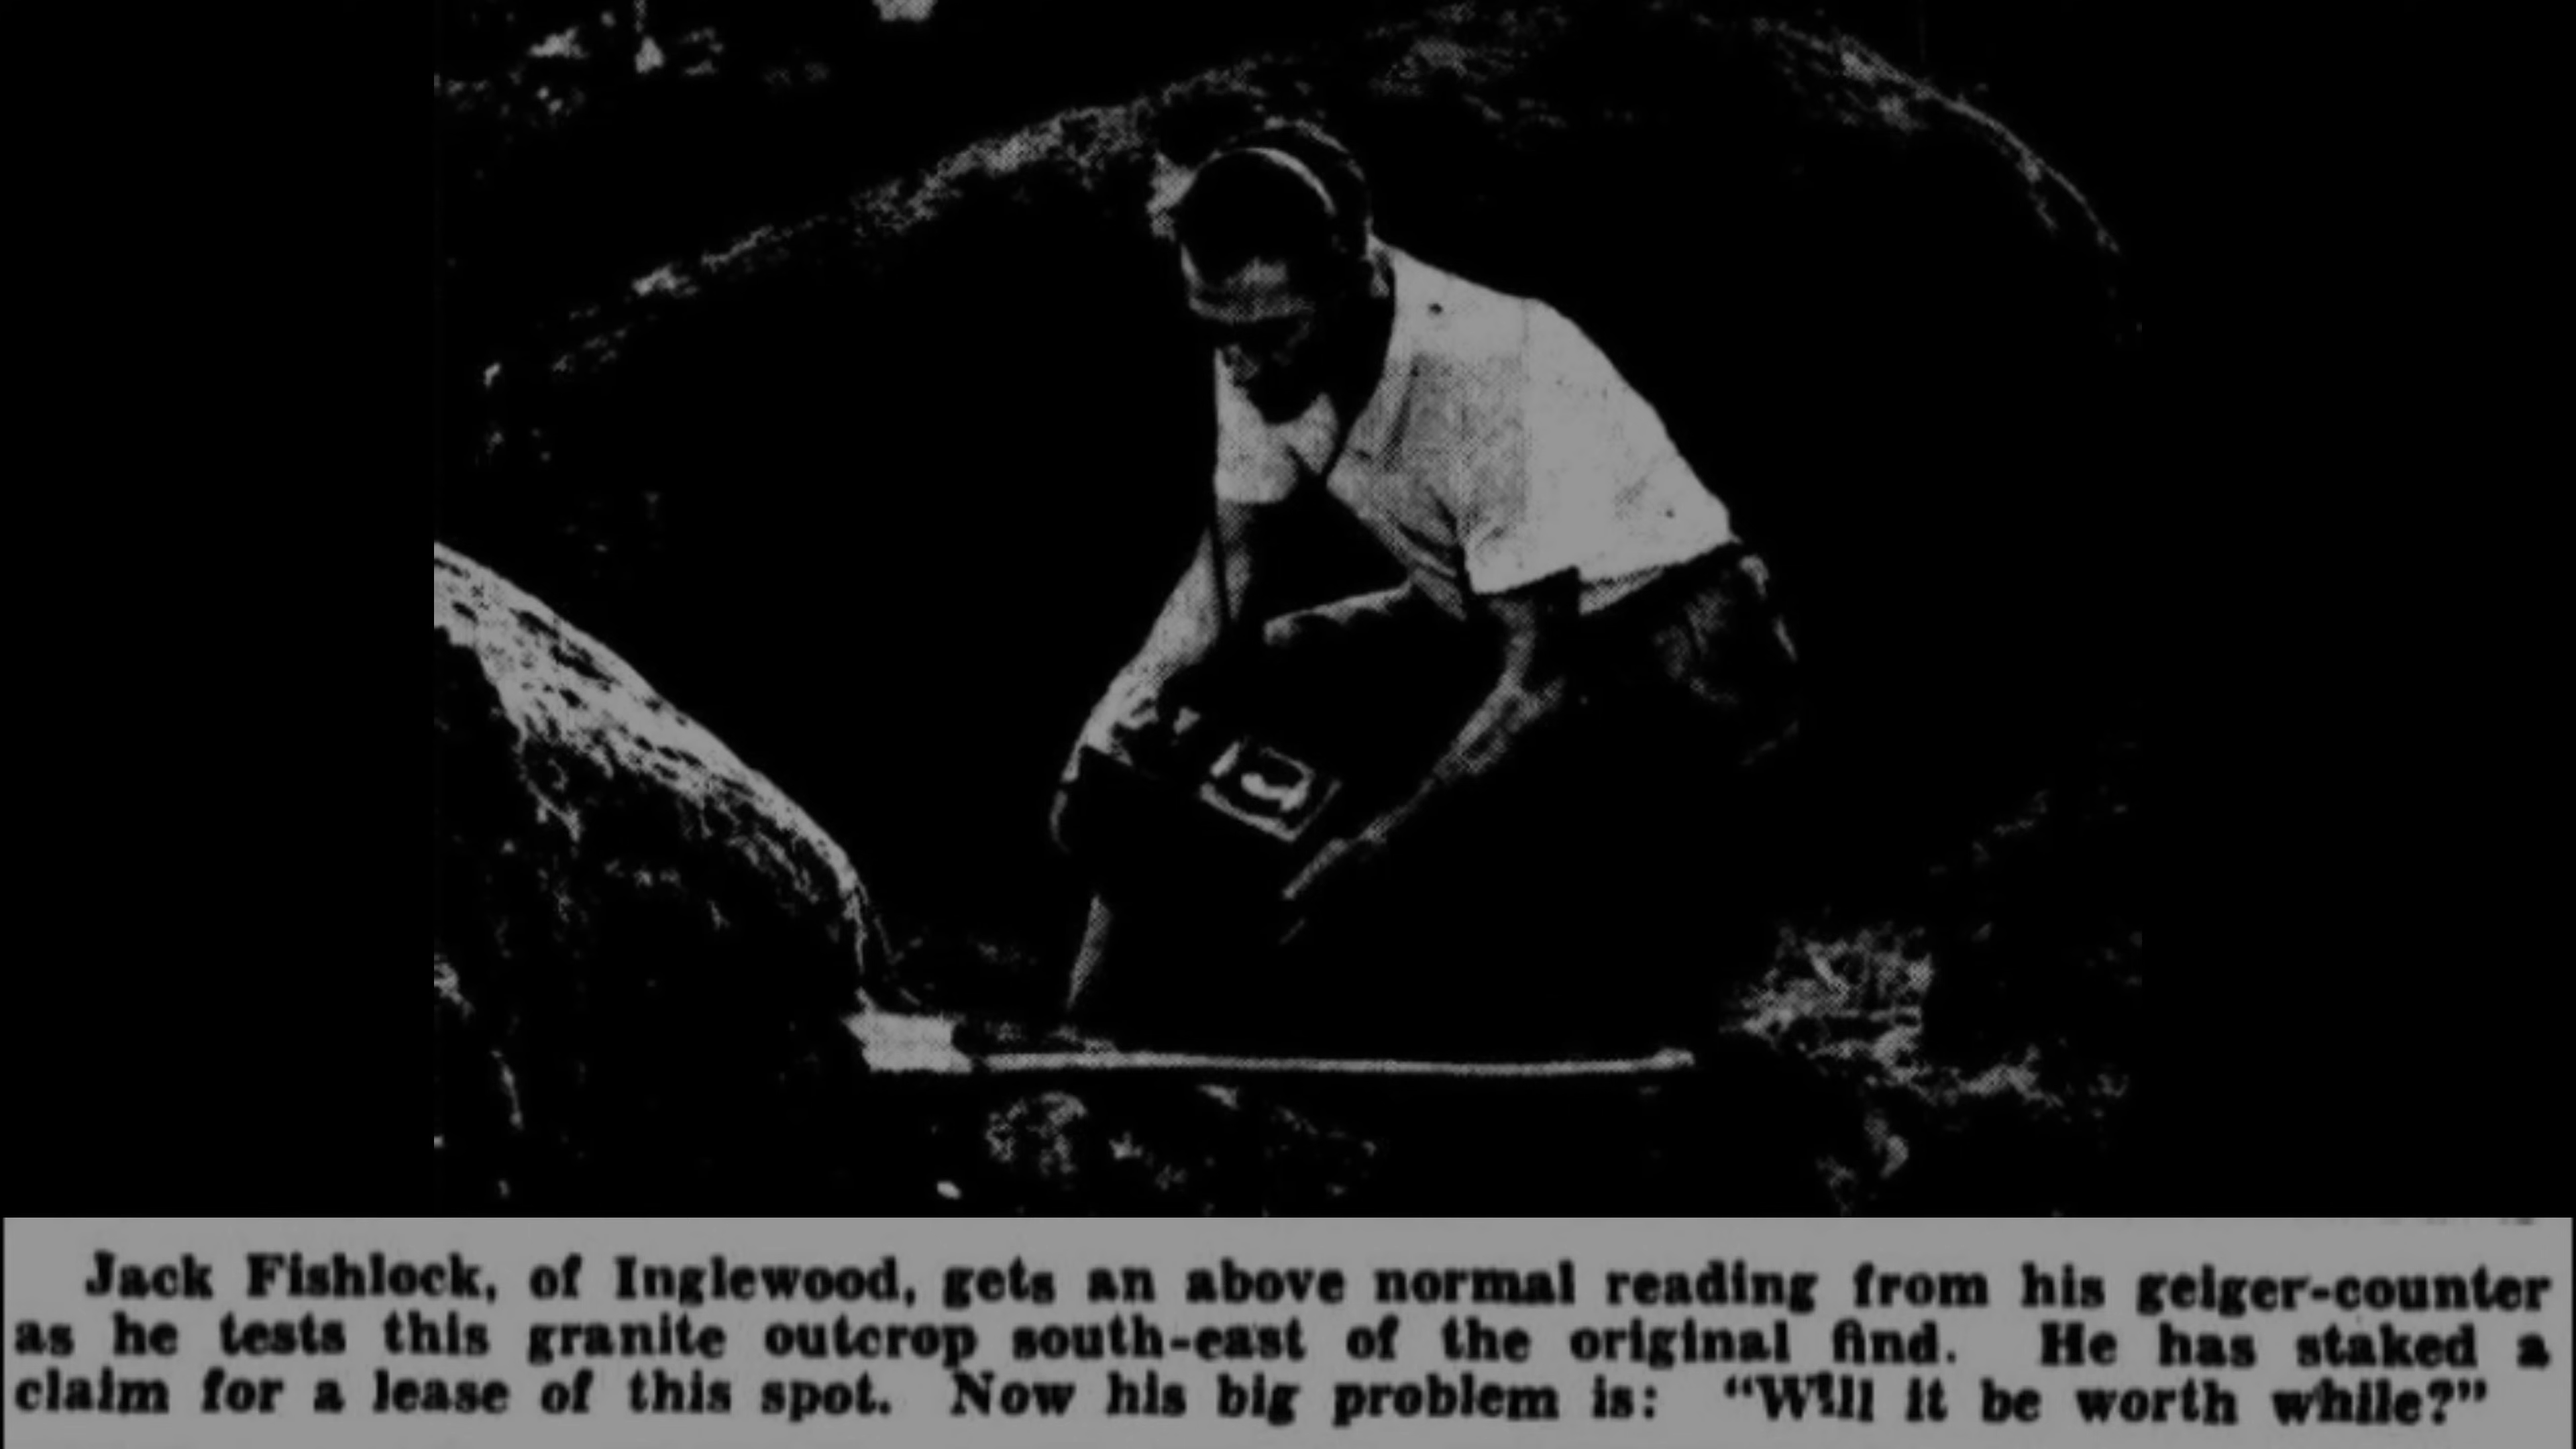 Jack Fishlock, of Inglewood, gets an above normal reading from his geiger-counter
as he tests this granite outcrop south-east of the original find. He has staked a
claim for a lease of this spot. Now his big problem is: “Will it be worth while?”